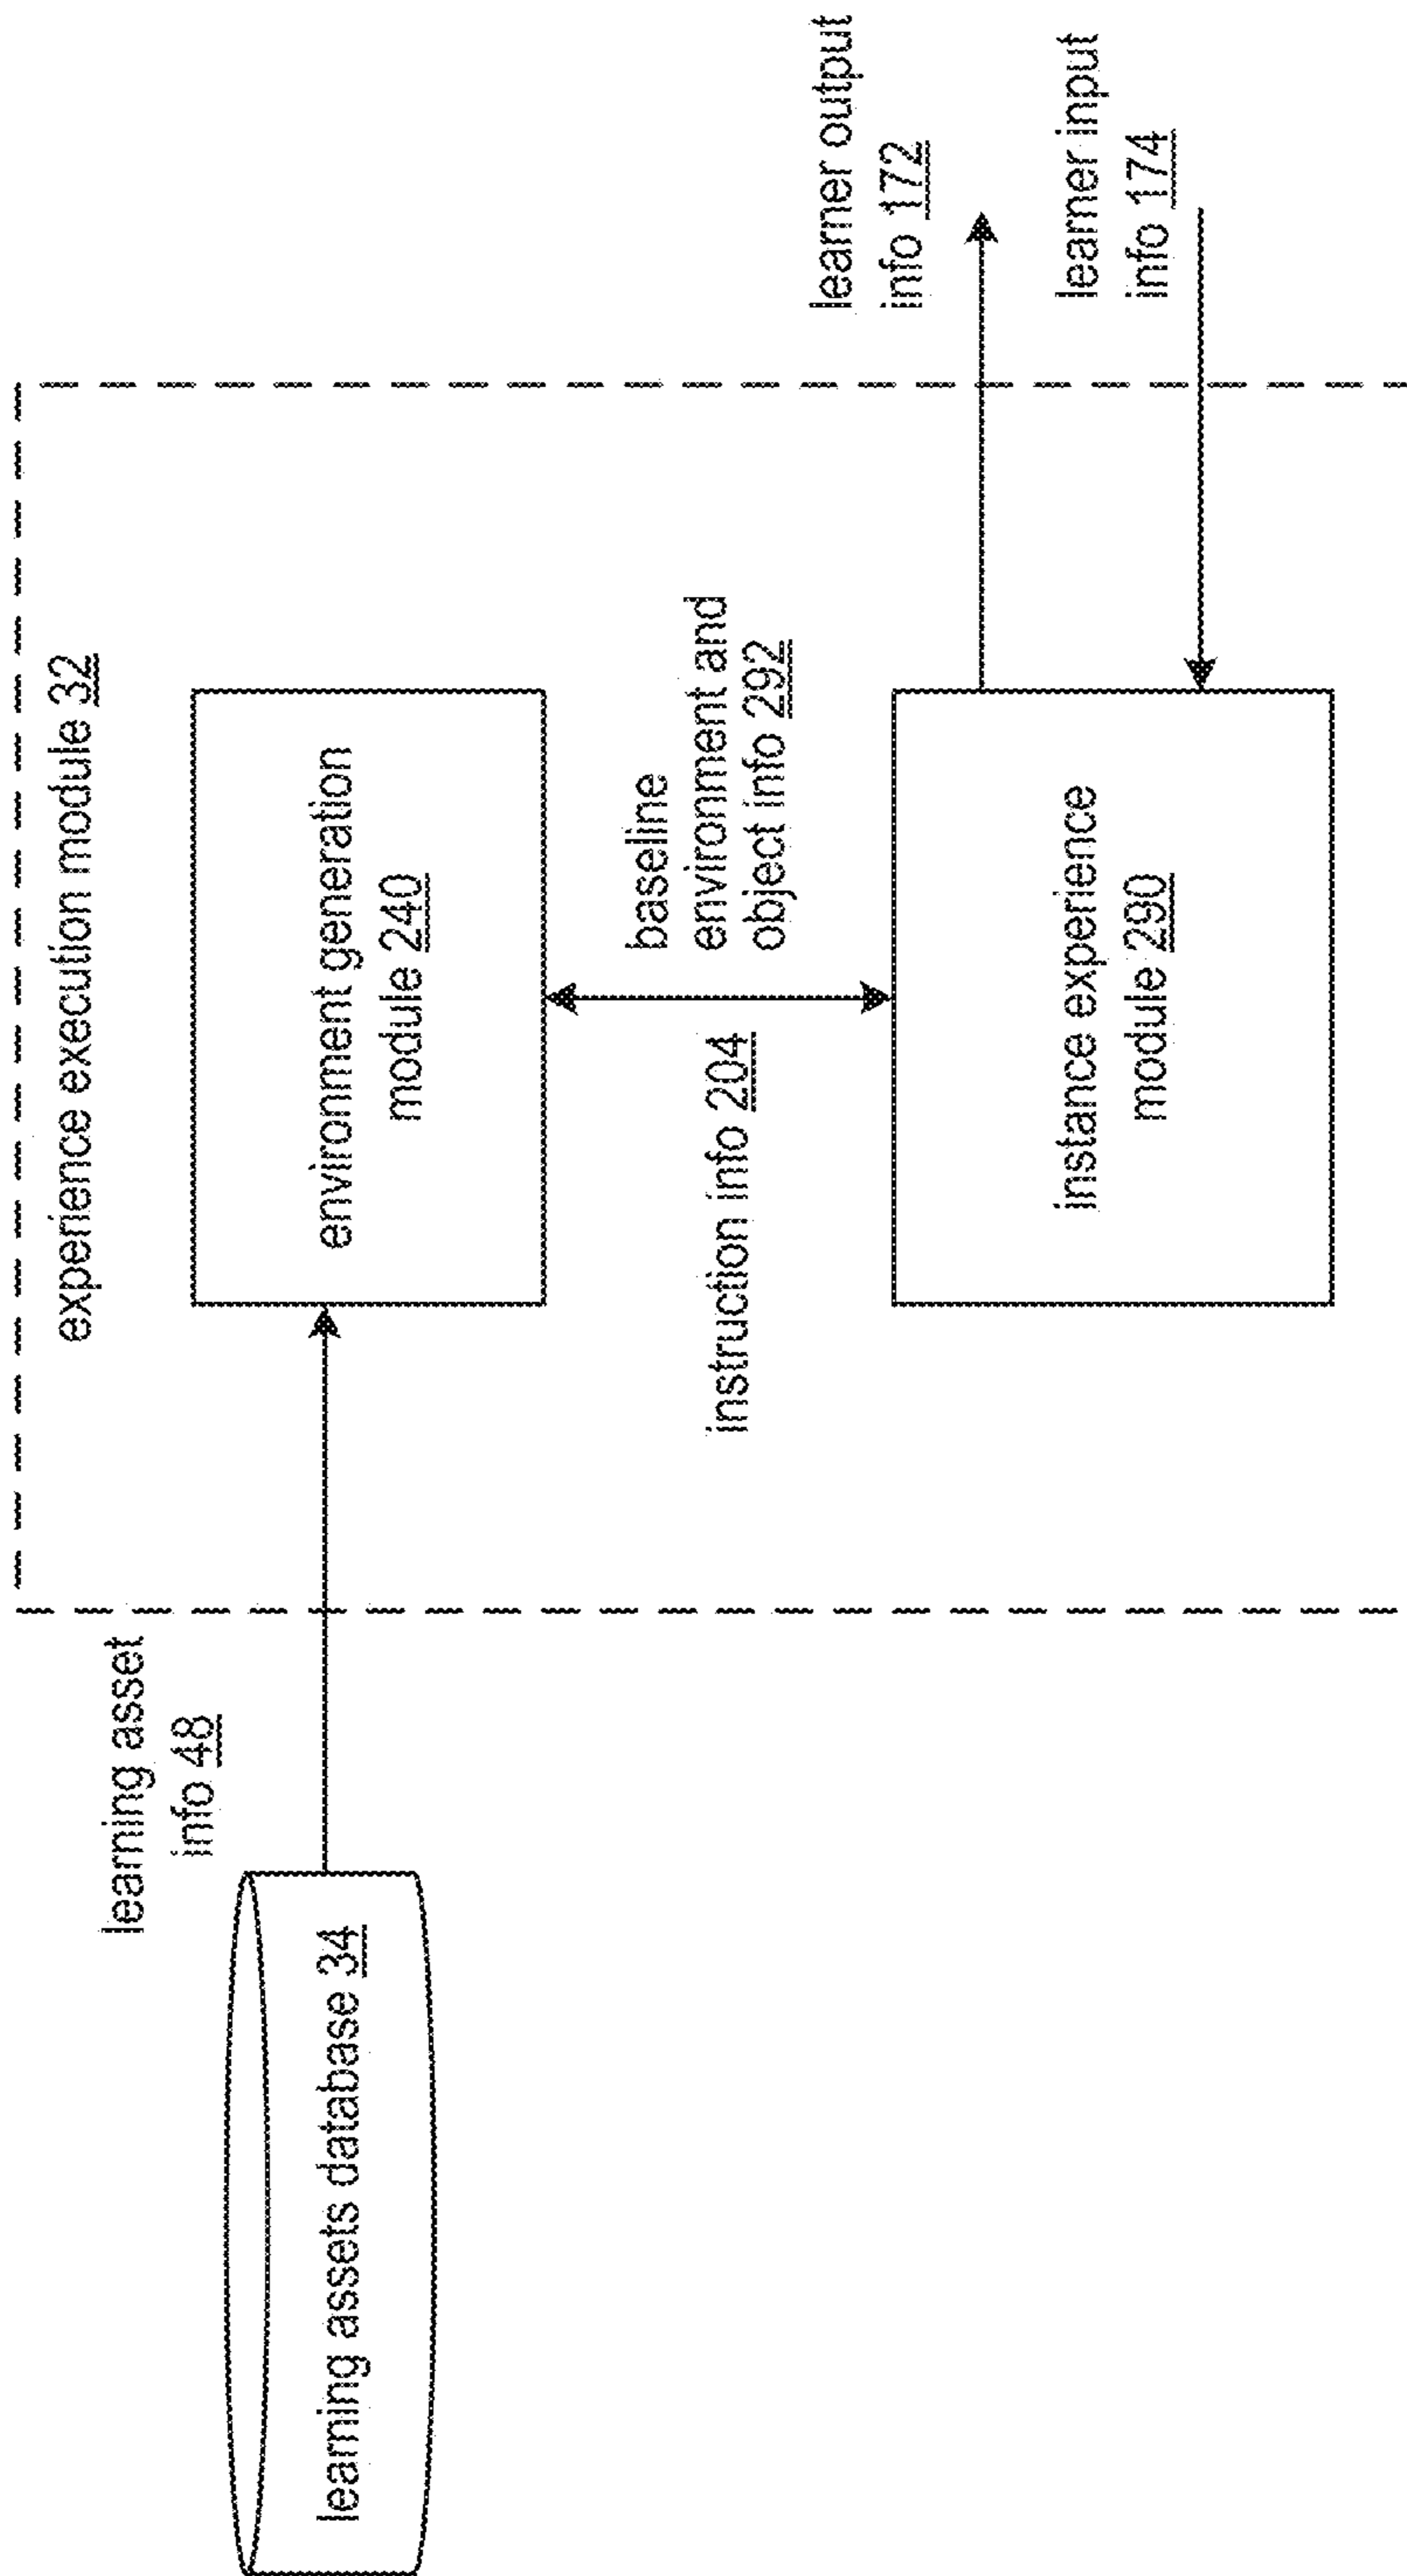 experience execution module 32
learning asset
info 48
learning assets database 34
environment generation
module 240
baseline
environment and
object info 292
instruction info 204
instance experience
module 290
learner output
info 172
learner input
info 174